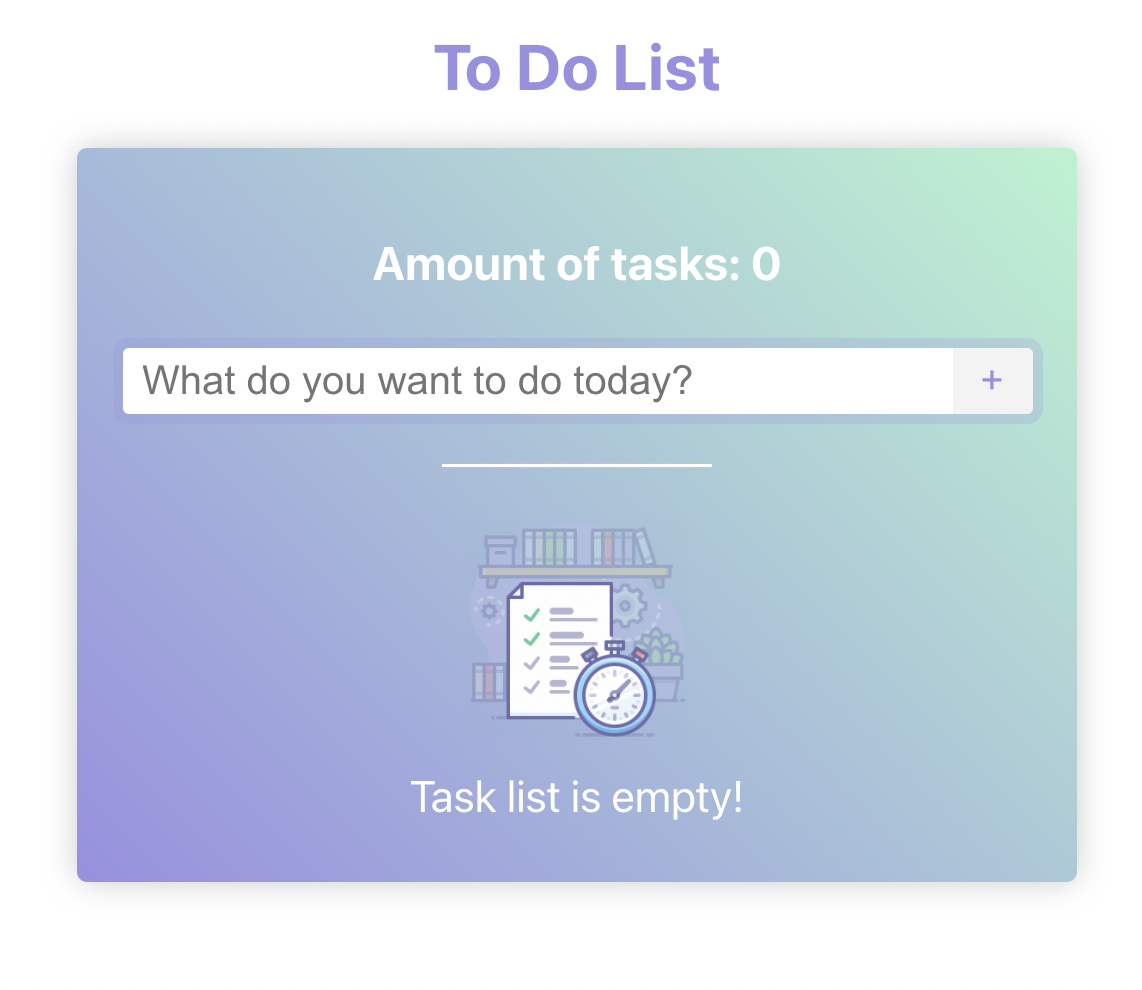 To Do List
Amount of tasks: 0
What do you want to do today? +
Task list is empty!